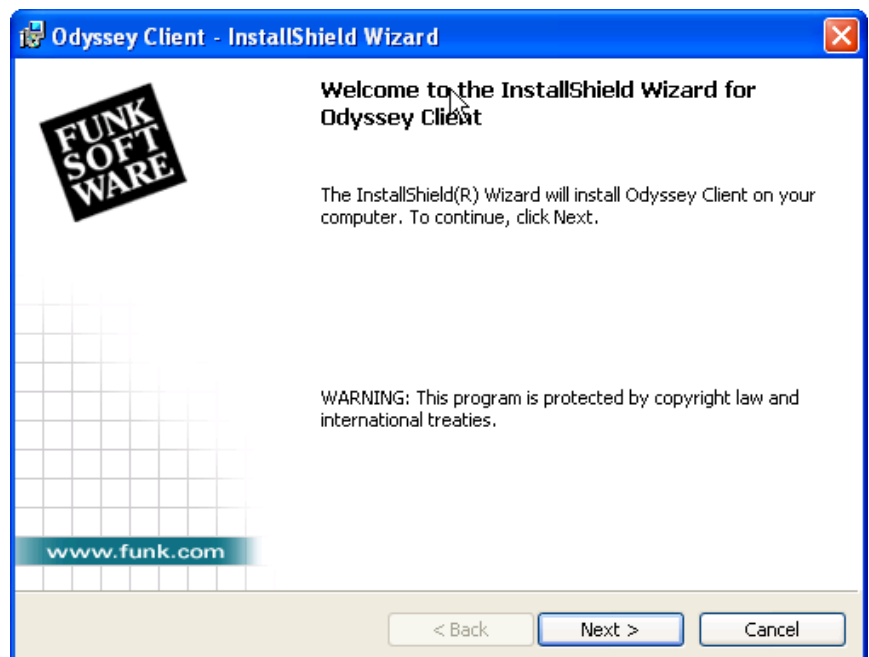 Odyssey Client - InstallShield Wizard
FUNK
SOFT
WARE
Welcome to the InstallShield Wizard for
Odyssey Client
The InstallShield(R) Wizard will install Odyssey Client on your
computer. To continue, click Next.
WARNING: This program is protected by copyright law and
international treaties.
www.funk.com
< Back
Next >
Cancel